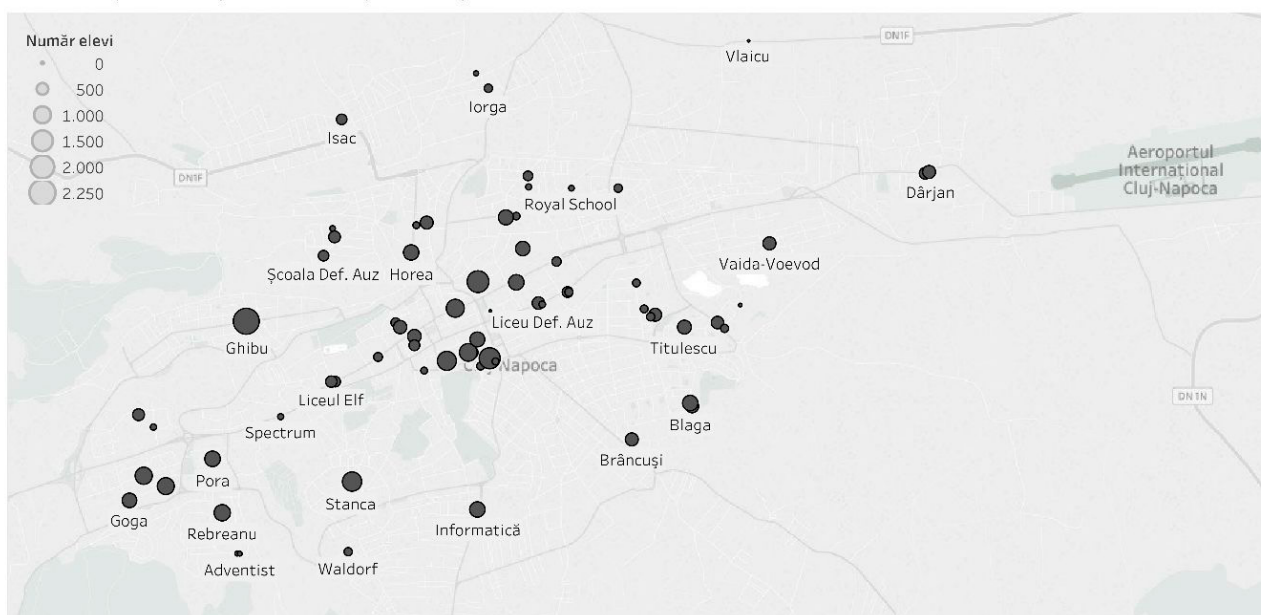 Număr elevi
0
500
1.000
1.500
2.000
2.250
Vlaicu
DN1F
Iorga
Isac
DN1F
Aeroportul
Internațional
Cluj-Napoca
Dârjan
Royal School
Școala Def. Auz
Horea
Vaida-Voevod
Liceu Def. Auz
Ghibu
Titulescu
Cluj-Napoca
Liceul Elf
DN1N
Spectrum
Blaga
Brâncuși
Pora
Stanca
Goga
Rebreanu
Informatică
Adventist
Waldorf